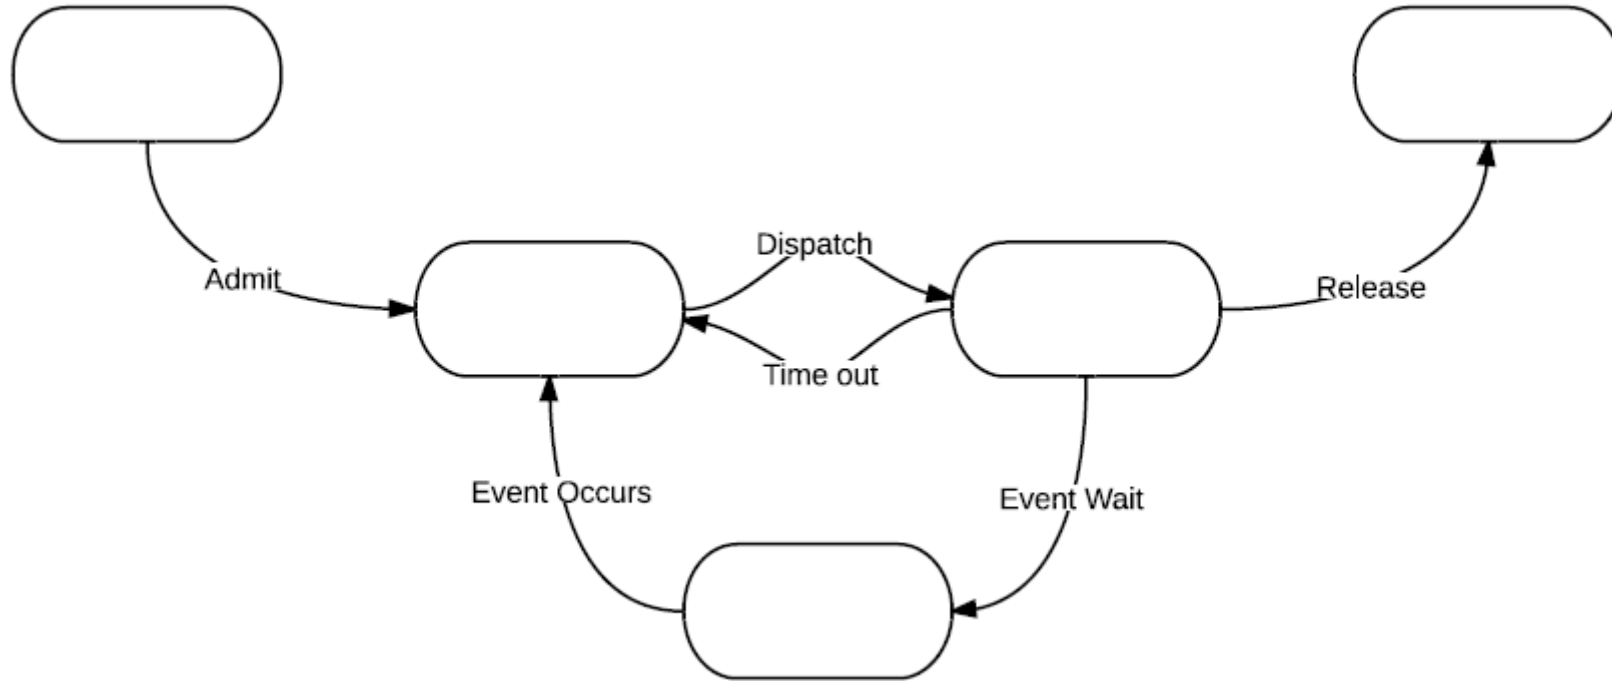 Dispatch
Admit
Release
Time out
Event Occurs
Event Wait